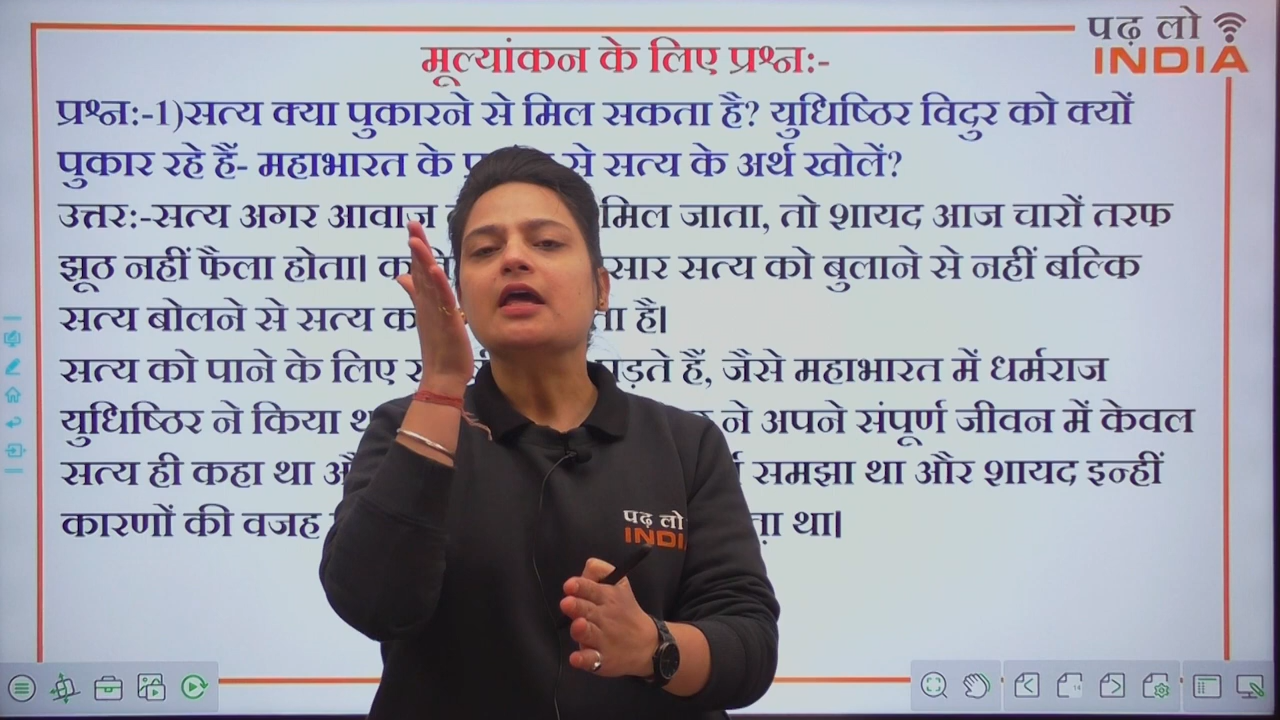 पढ़ लो
INDIA
मूल्यांकन के लिए प्रश्न:-
प्रश्न:-1)सत्य क्या पुकारने से मिल सकता है? युधिष्ठिर विदुर को क्यों
पुकार रहे हैं- महाभारत के से सत्य के अर्थ खोलें?
उत्तर:-सत्य अगर आवाज़ मिल जाता, तो शायद आज चारों तरफ
झूठ नहीं फैला होता। सत्य को बुलाने से नहीं बल्कि
सत्य बोलने से सत्य है।
सत्य को पाने के लिए हैं, जैसे महाभारत में धर्मराज
युधिष्ठिर ने किया ने अपने संपूर्ण जीवन में केवल
सत्य ही कहा था समझा था और शायद इन्हीं
कारणों की वजह था।
पढ़ लो
INDI